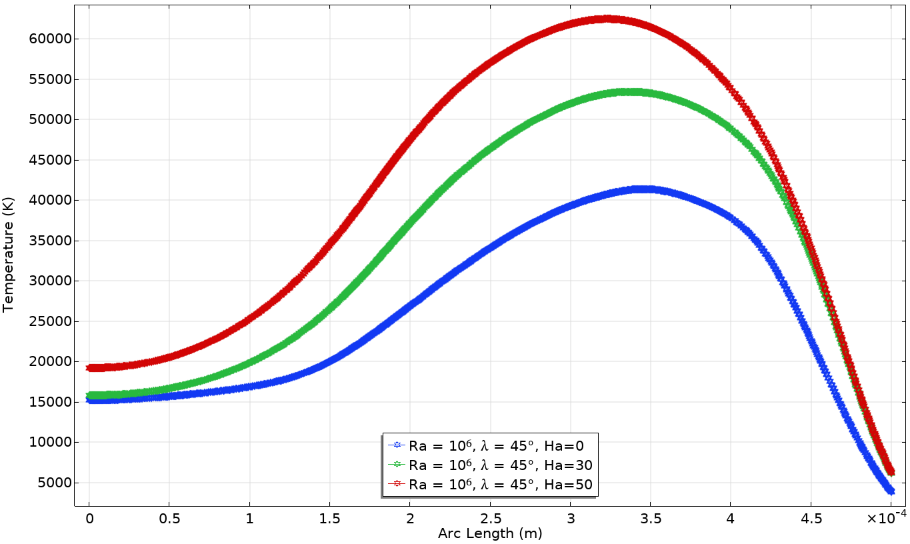 60000
55000
50000
45000
40000
35000
30000
25000
20000
15000
10000
5000
Temperature (K)
0 0.5 1 1.5 2 2.5 3 3.5 4 4.5 ×10⁻⁴
Arc Length (m)
Ra = 10⁶, λ = 45°, Ha=0
Ra = 10⁶, λ = 45°, Ha=30
Ra = 10⁶, λ = 45°, Ha=50